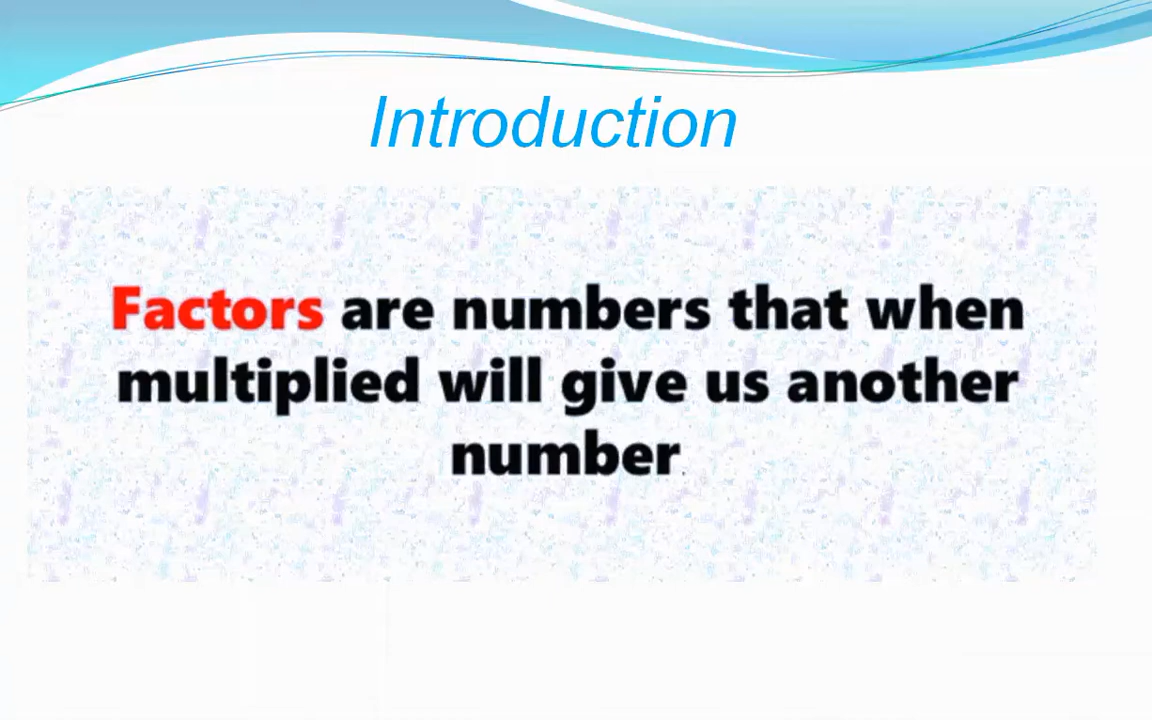 Introduction
Factors are numbers that when
multiplied will give us another
number.